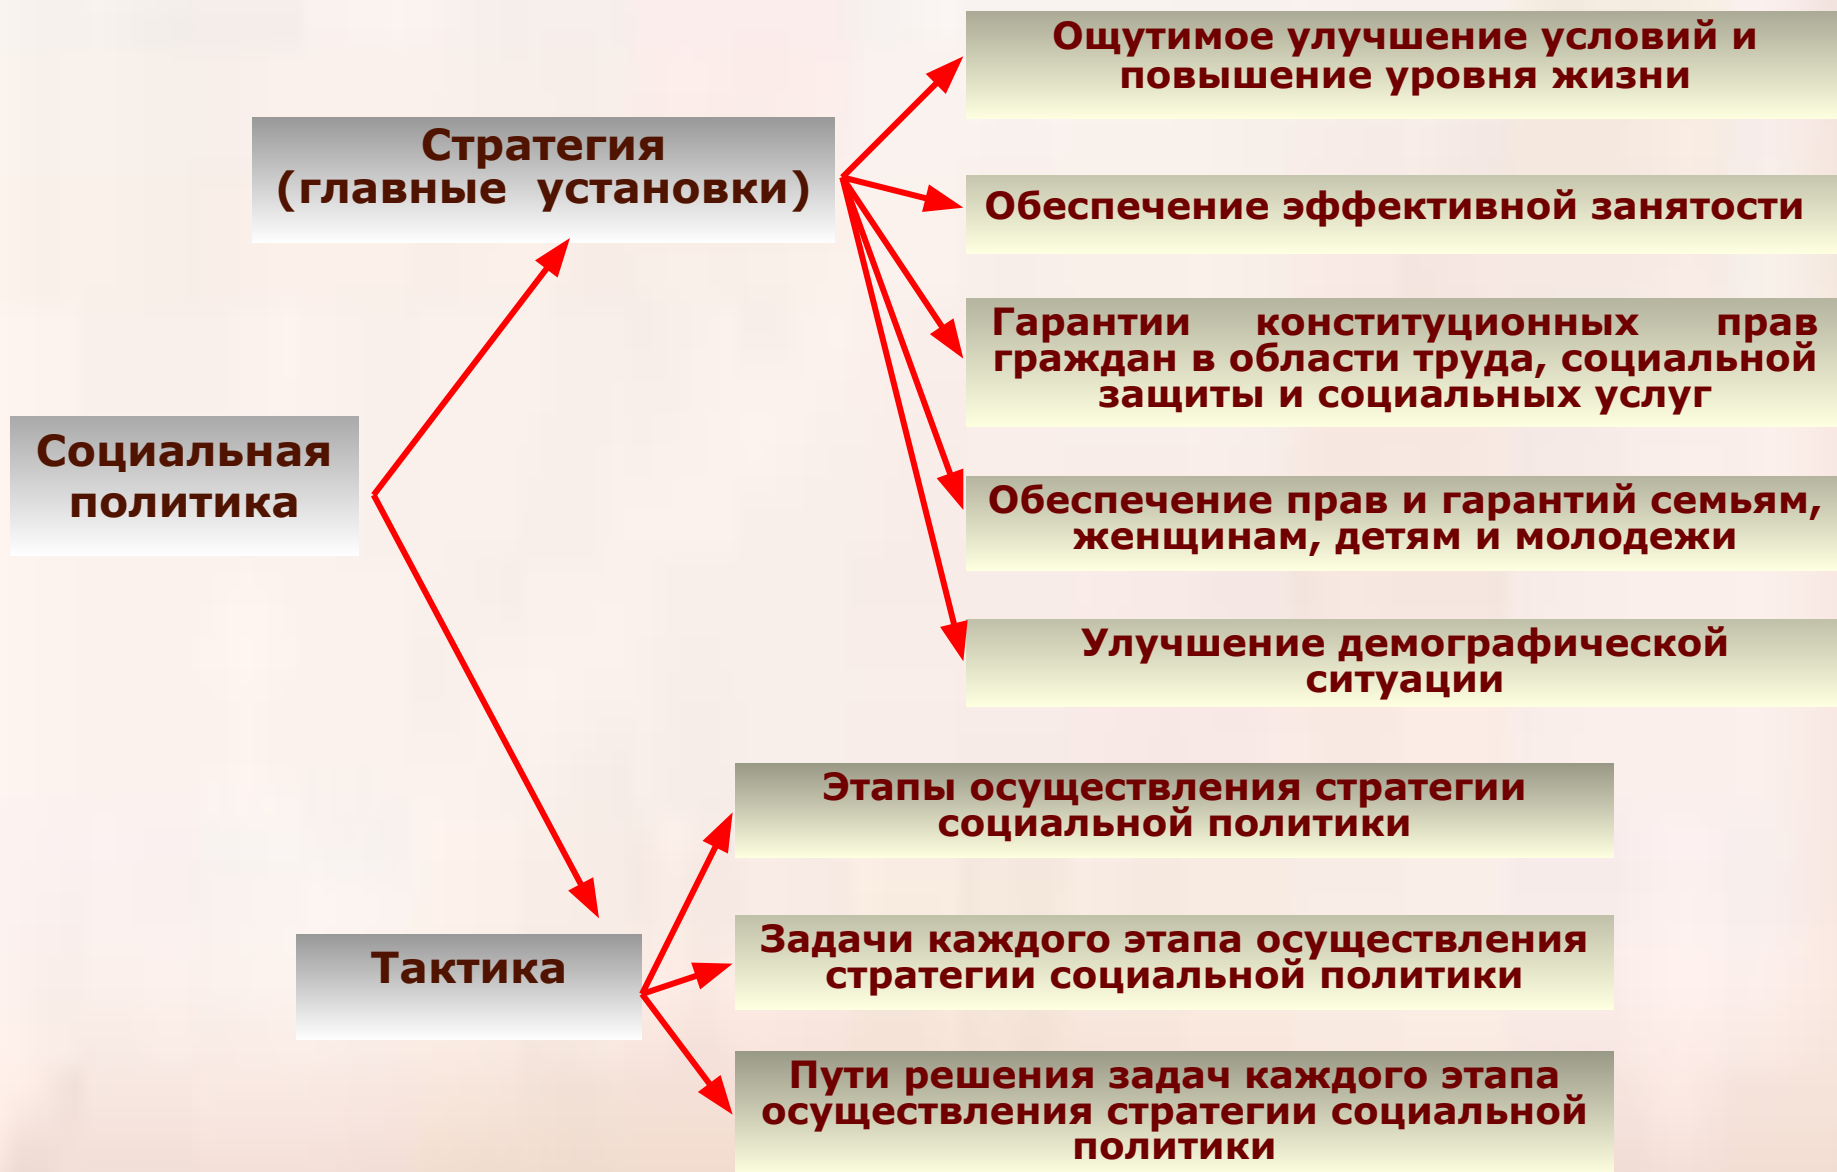 Ощутимое улучшение условий и
повышение уровня жизни
Стратегия
(главные установки)
Обеспечение эффективной занятости
Гарантии конституционных прав
граждан в области труда, социальной
защиты и социальных услуг
Социальная
политика
Обеспечение прав и гарантий семьям,
женщинам, детям и молодежи
Улучшение демографической
ситуации
Этапы осуществления стратегии
социальной политики
Тактика
Задачи каждого этапа осуществления
стратегии социальной политики
Пути решения задач каждого этапа
осуществления стратегии социальной
политики